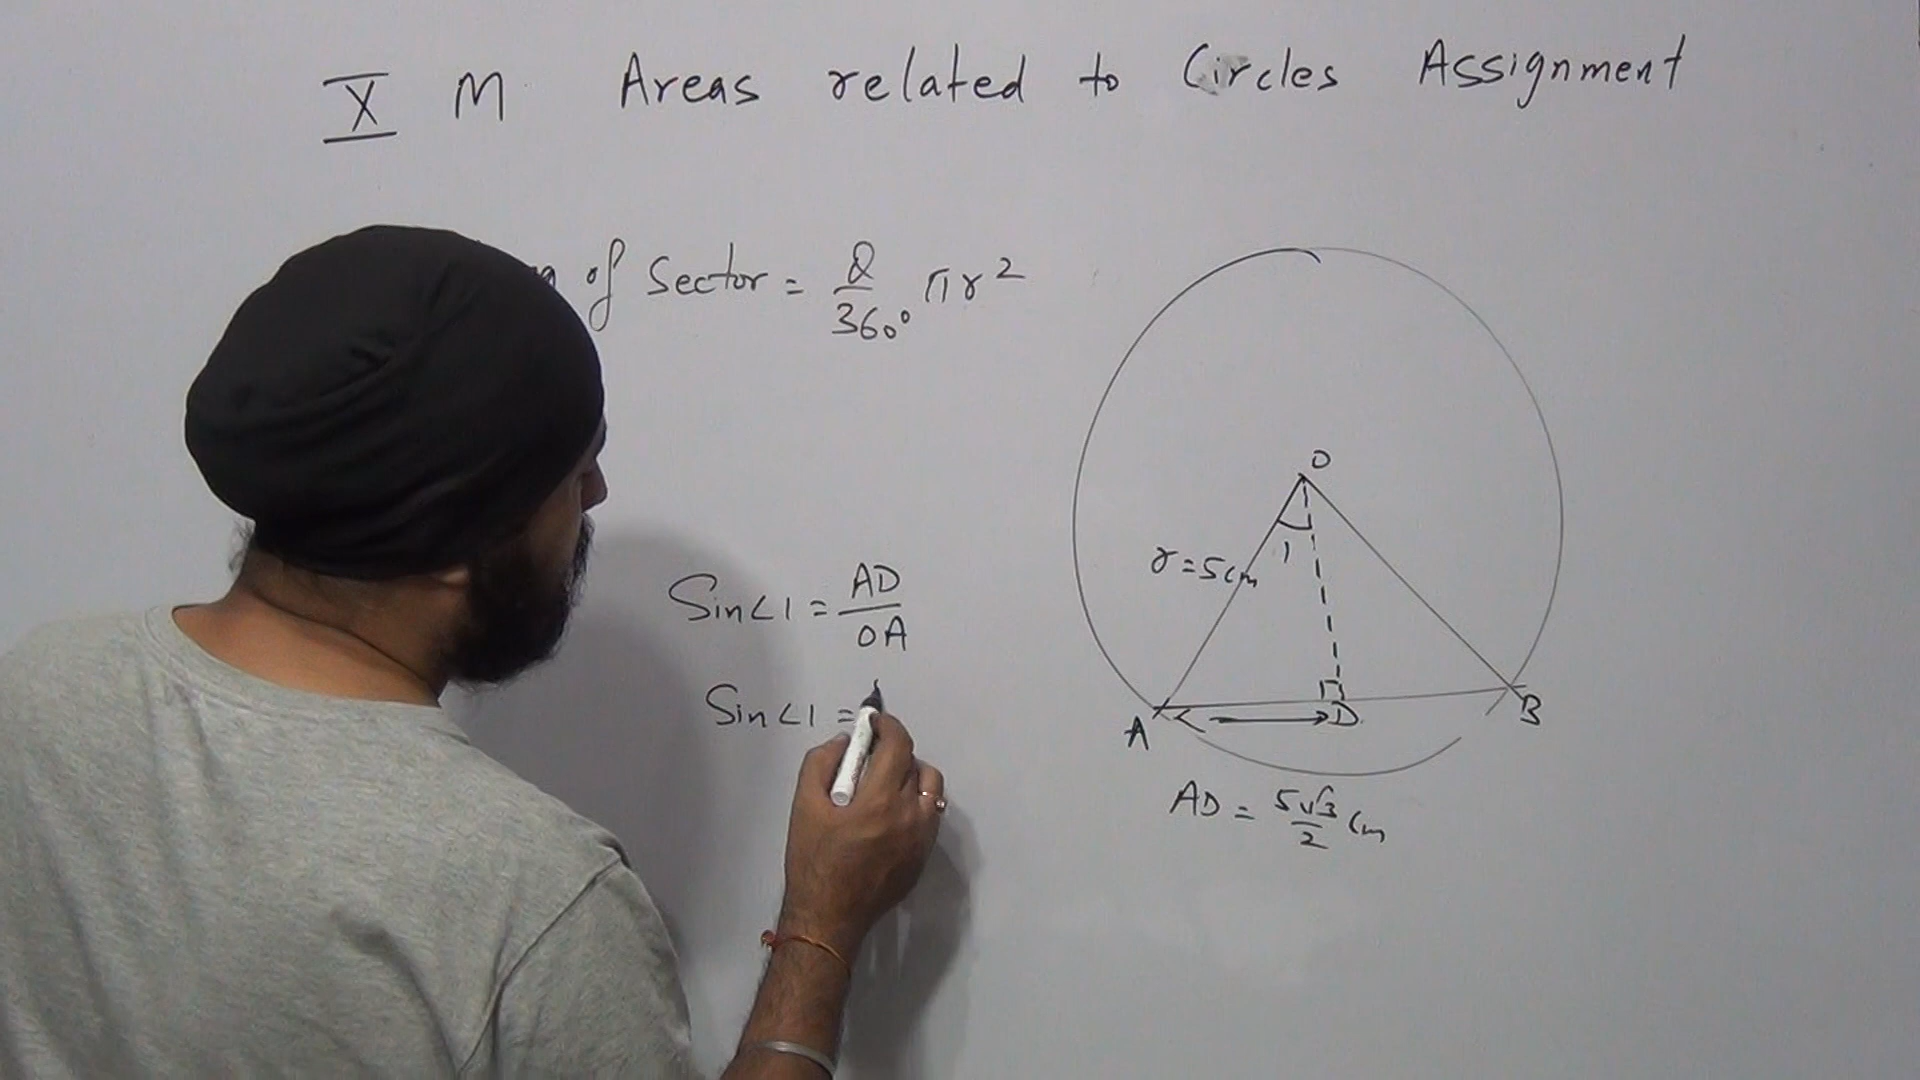 X M Areas related to Circles Assignment
of Sector = θ/360° πr²
O
r = 5cm
1
Sin∠1 = AD/OA
Sin∠1 =
A
D
B
AD = 5√3/2 cm